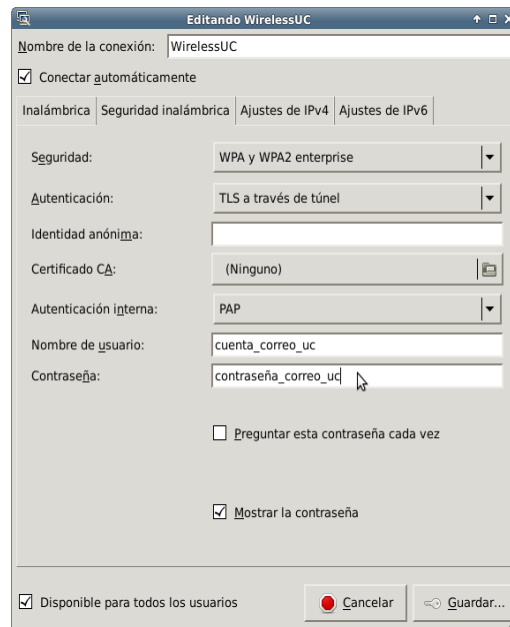 Editando WirelessUC
Nombre de la conexión: WirelessUC
Conectar automáticamente
Inalámbrica Seguridad inalámbrica Ajustes de IPv4 Ajustes de IPv6
Seguridad: WPA y WPA2 enterprise
Autenticación: TLS a través de túnel
Identidad anónima:
Certificado CA: (Ninguno)
Autenticación interna: PAP
Nombre de usuario: cuenta_correo_uc
Contraseña: contraseña_correo_uc
Preguntar esta contraseña cada vez
Mostrar la contraseña
Disponible para todos los usuarios Cancelar Guardar...